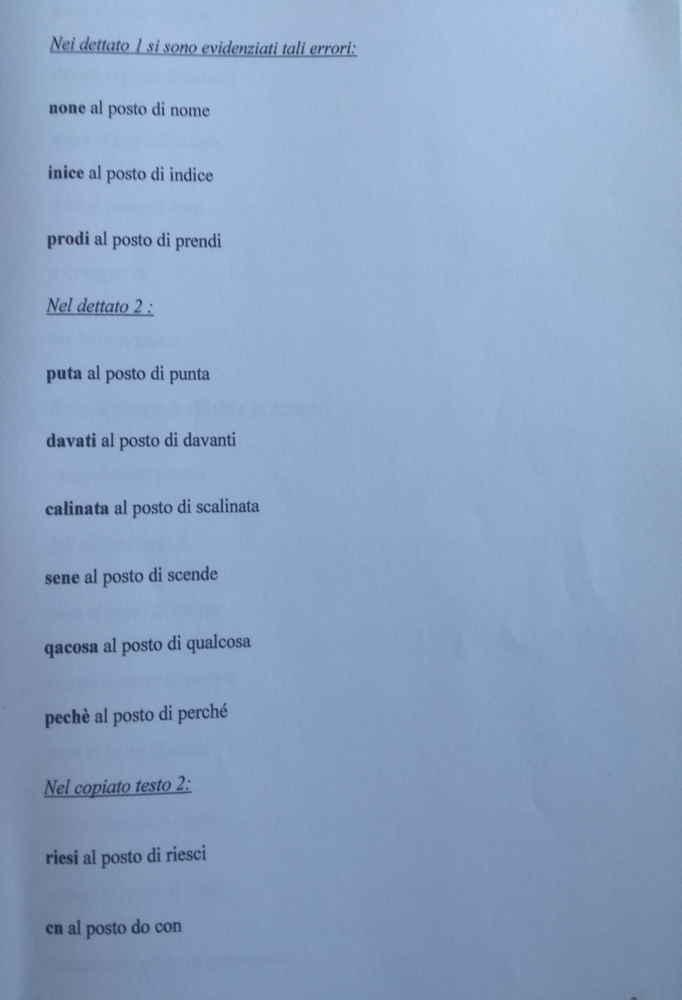 Nei dettato 1 si sono evidenziati tali errori:
none al posto di nome
inice al posto di indice
prodi al posto di prendi
Nel dettato 2 :
puta al posto di punta
davati al posto di davanti
calinata al posto di scalinata
sene al posto di scende
qacosa al posto di qualcosa
pechè al posto di perché
Nel copiato testo 2:
riesi al posto di riesci
cn al posto do con